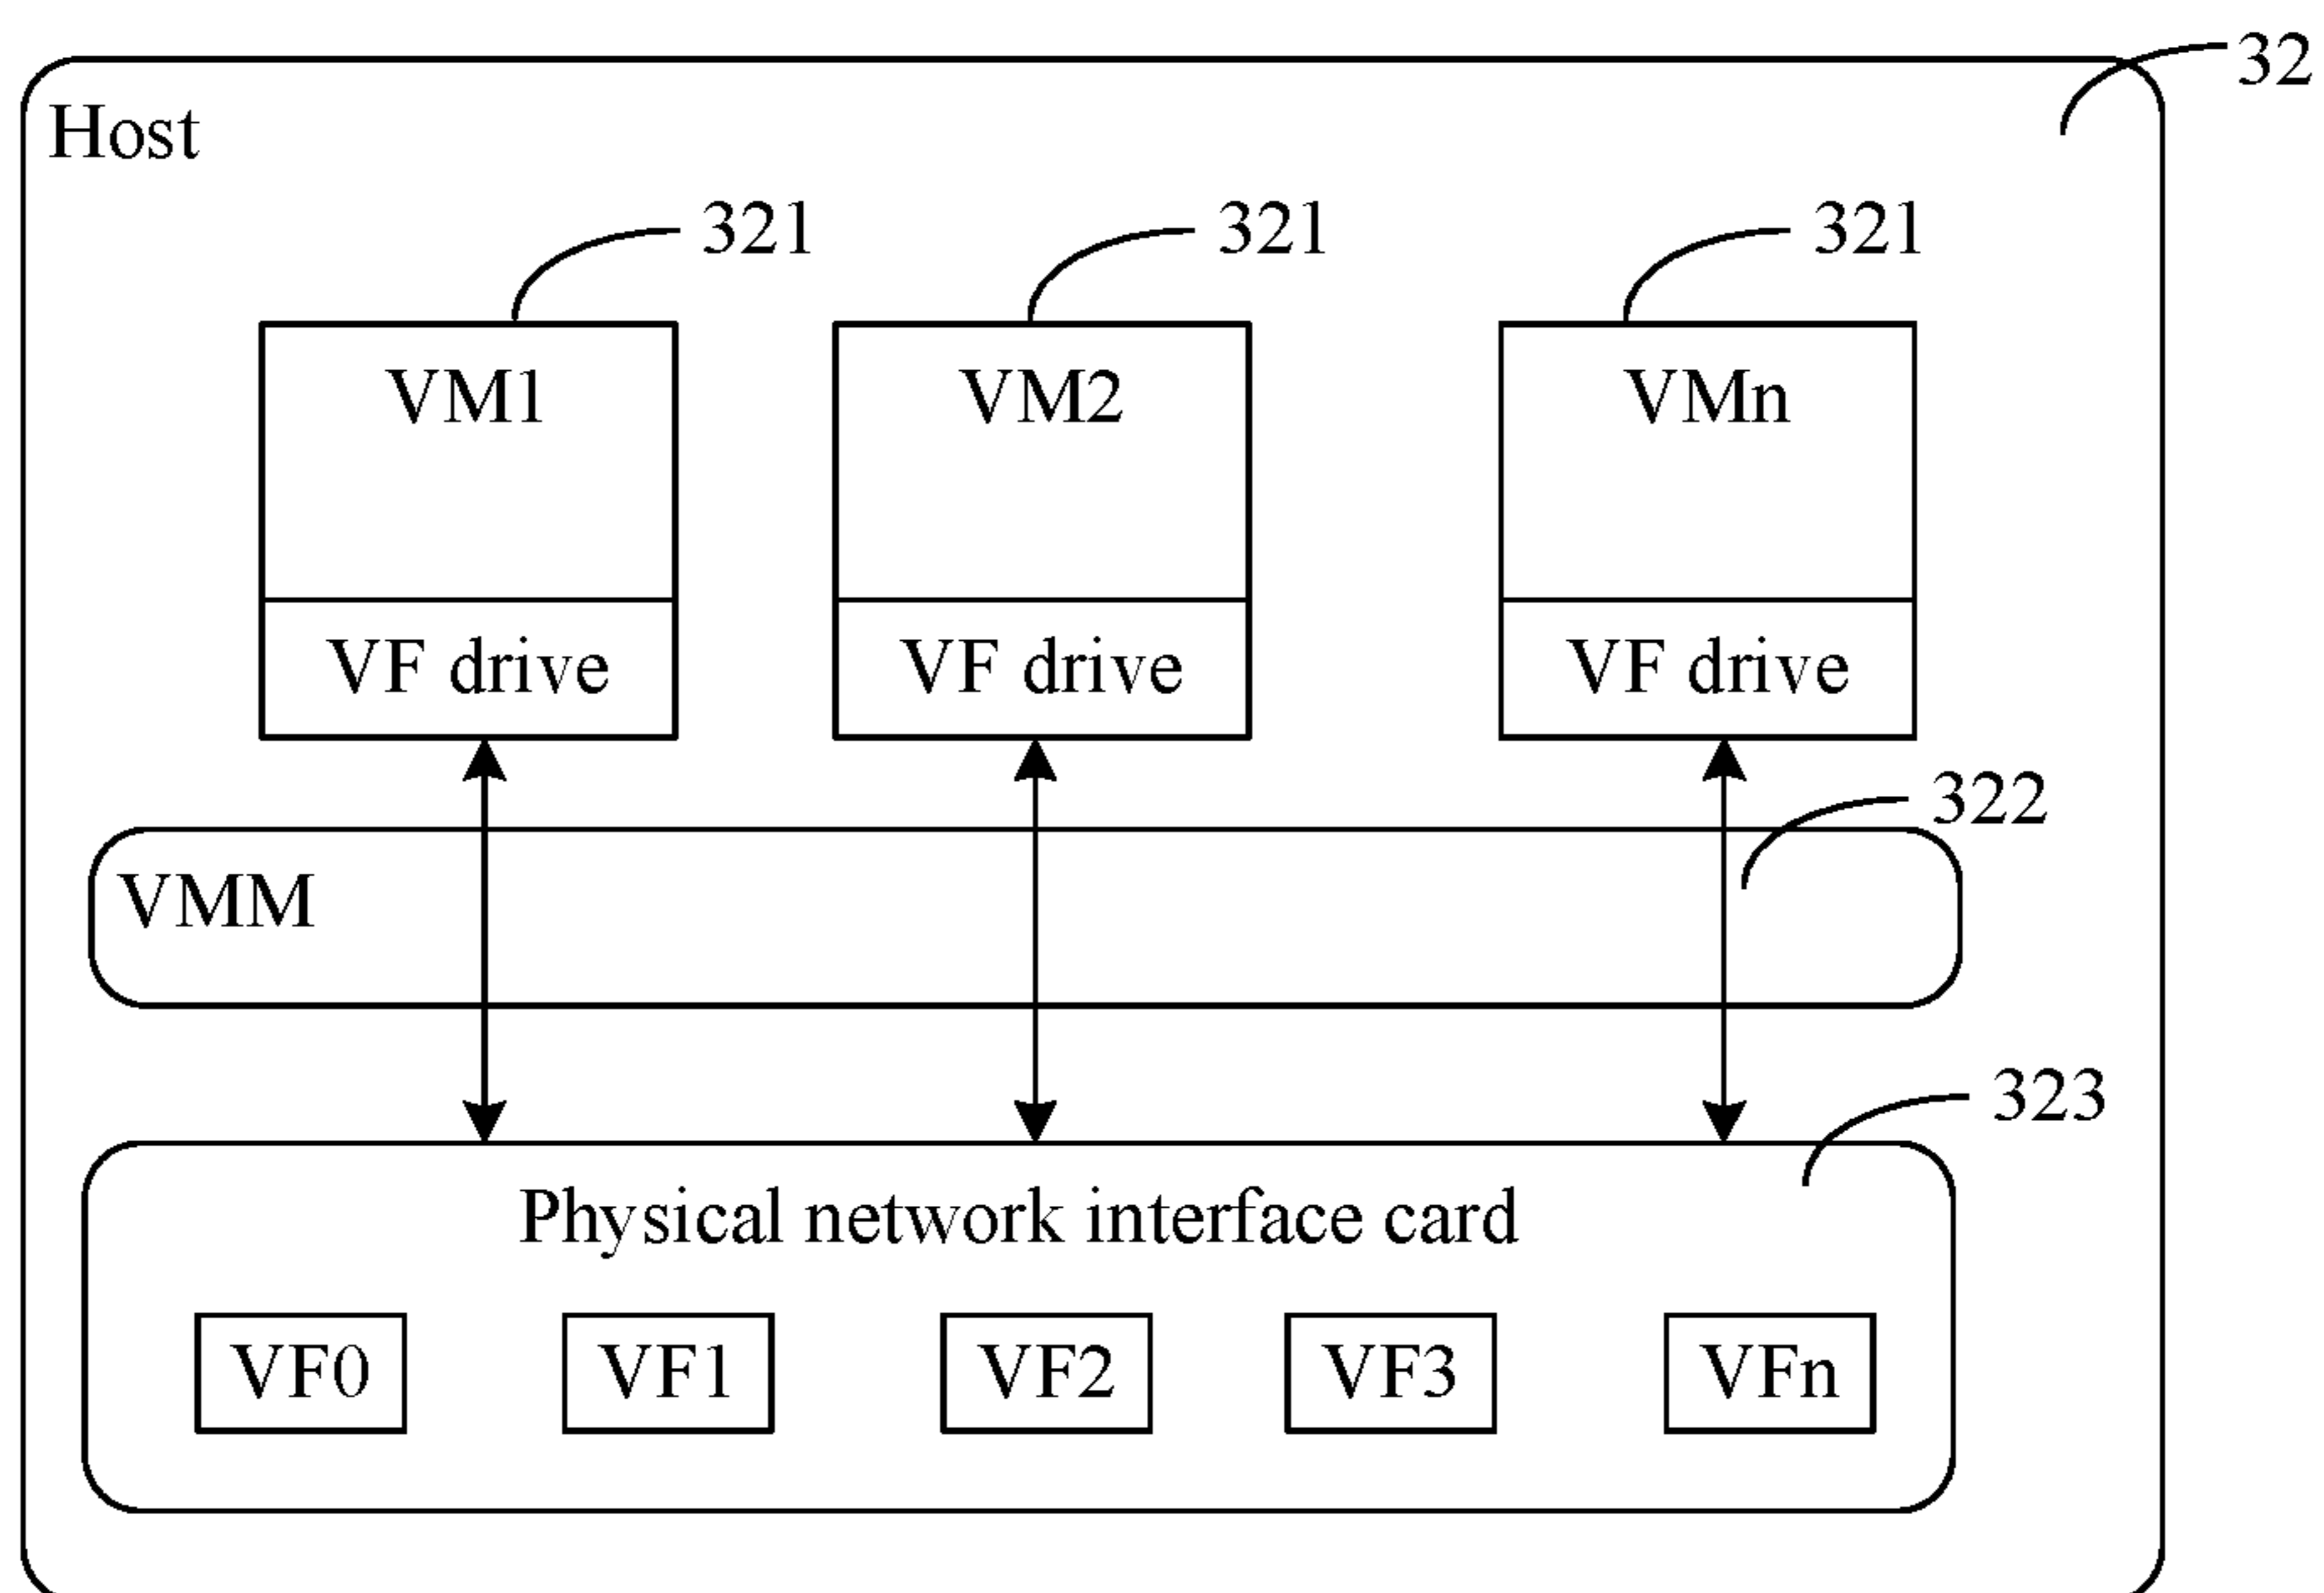 32
Host
321 321 321
VM1 VM2 VMn
VF drive VF drive VF drive
322
VMM
323
Physical network interface card
VF0 VF1 VF2 VF3 VFn